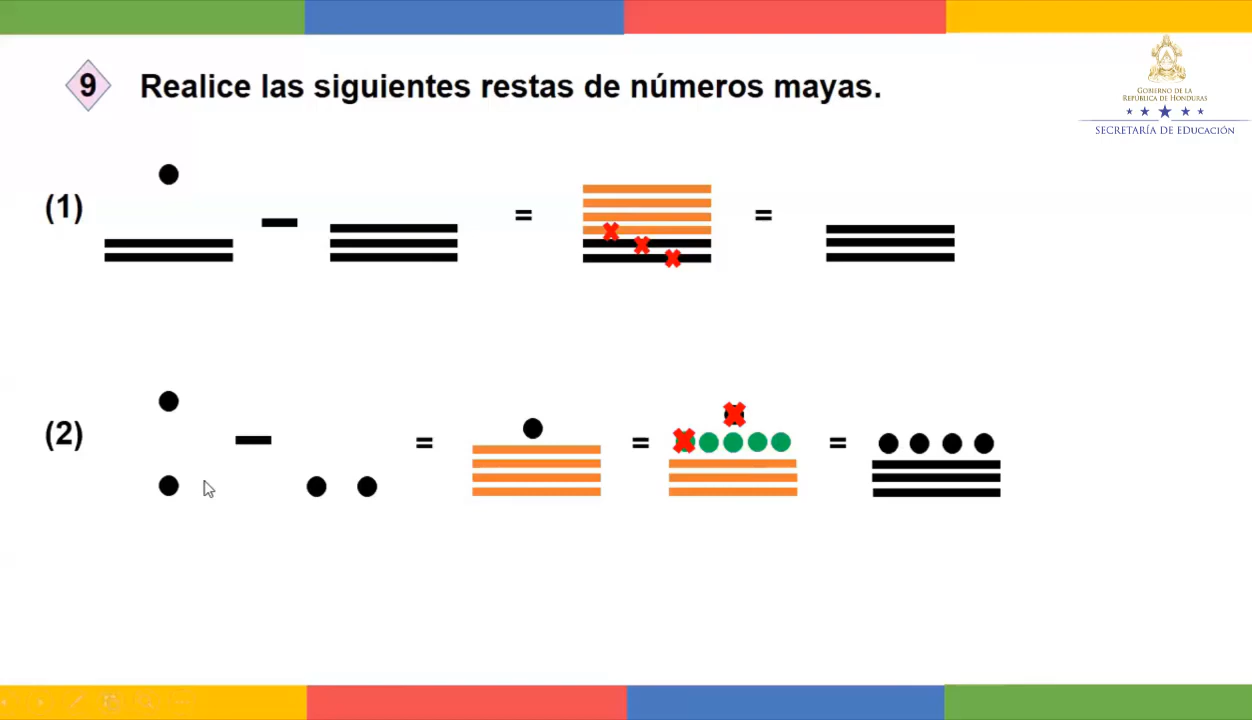 9 Realice las siguientes restas de números mayas.
GOBIERNO DE LA
REPÚBLICA DE HONDURAS
SECRETARÍA DE EDUCACIÓN
(1) − = =
(2) − = = =